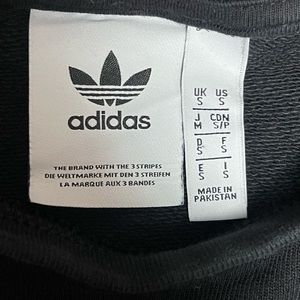 adidas
THE BRAND WITH THE 3 STRIPES
DIE WELTMARKE MIT DEN 3 STREIFEN
LA MARQUE AUX 3 BANDES
UK US
S S
J CDN
M S/P
D F
S S
E I
S S
MADE IN
PAKISTAN